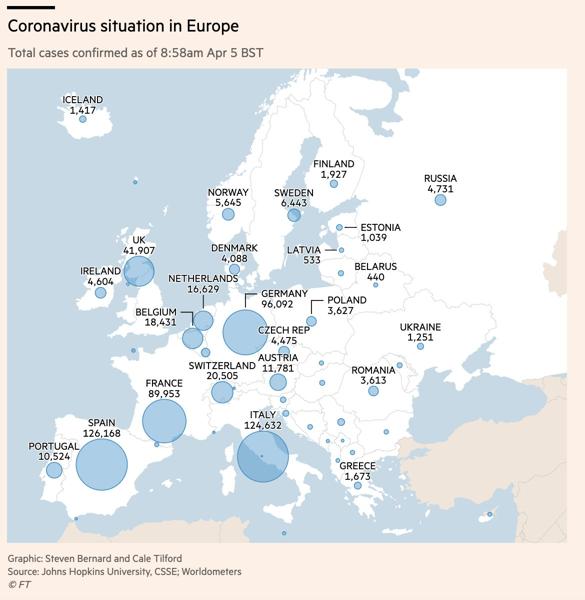 Coronavirus situation in Europe
Total cases confirmed as of 8:58am Apr 5 BST
ICELAND
1,417
FINLAND
1,927
RUSSIA
4,731
NORWAY
5,645
SWEDEN
6,443
ESTONIA
1,039
UK
41,907
DENMARK
4,088
LATVIA
533
IRELAND
4,604
NETHERLANDS
16,629
BELARUS
440
GERMANY
96,092
POLAND
3,627
BELGIUM
18,431
CZECH REP
4,475
UKRAINE
1,251
SWITZERLAND
20,505
AUSTRIA
11,781
ROMANIA
3,613
FRANCE
89,953
ITALY
124,632
SPAIN
126,168
PORTUGAL
10,524
GREECE
1,673
Graphic: Steven Bernard and Cale Tilford
Source: Johns Hopkins University, CSSE; Worldometers
© FT